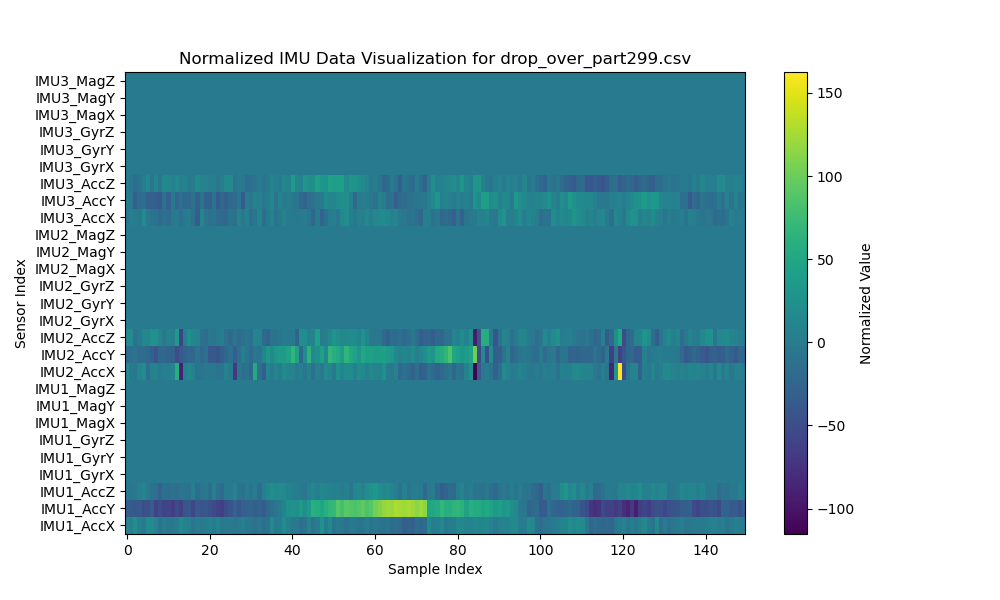 Normalized IMU Data Visualization for drop_over_part299.csv
IMU3_MagZ
IMU3_MagY
IMU3_MagX
IMU3_GyrZ
IMU3_GyrY
IMU3_GyrX
IMU3_AccZ
IMU3_AccY
IMU3_AccX
IMU2_MagZ
IMU2_MagY
IMU2_MagX
IMU2_GyrZ
IMU2_GyrY
IMU2_GyrX
IMU2_AccZ
IMU2_AccY
IMU2_AccX
IMU1_MagZ
IMU1_MagY
IMU1_MagX
IMU1_GyrZ
IMU1_GyrY
IMU1_GyrX
IMU1_AccZ
IMU1_AccY
IMU1_AccX
Sensor Index
0 20 40 60 80 100 120 140
Sample Index
150
100
50
0
−50
−100
Normalized Value